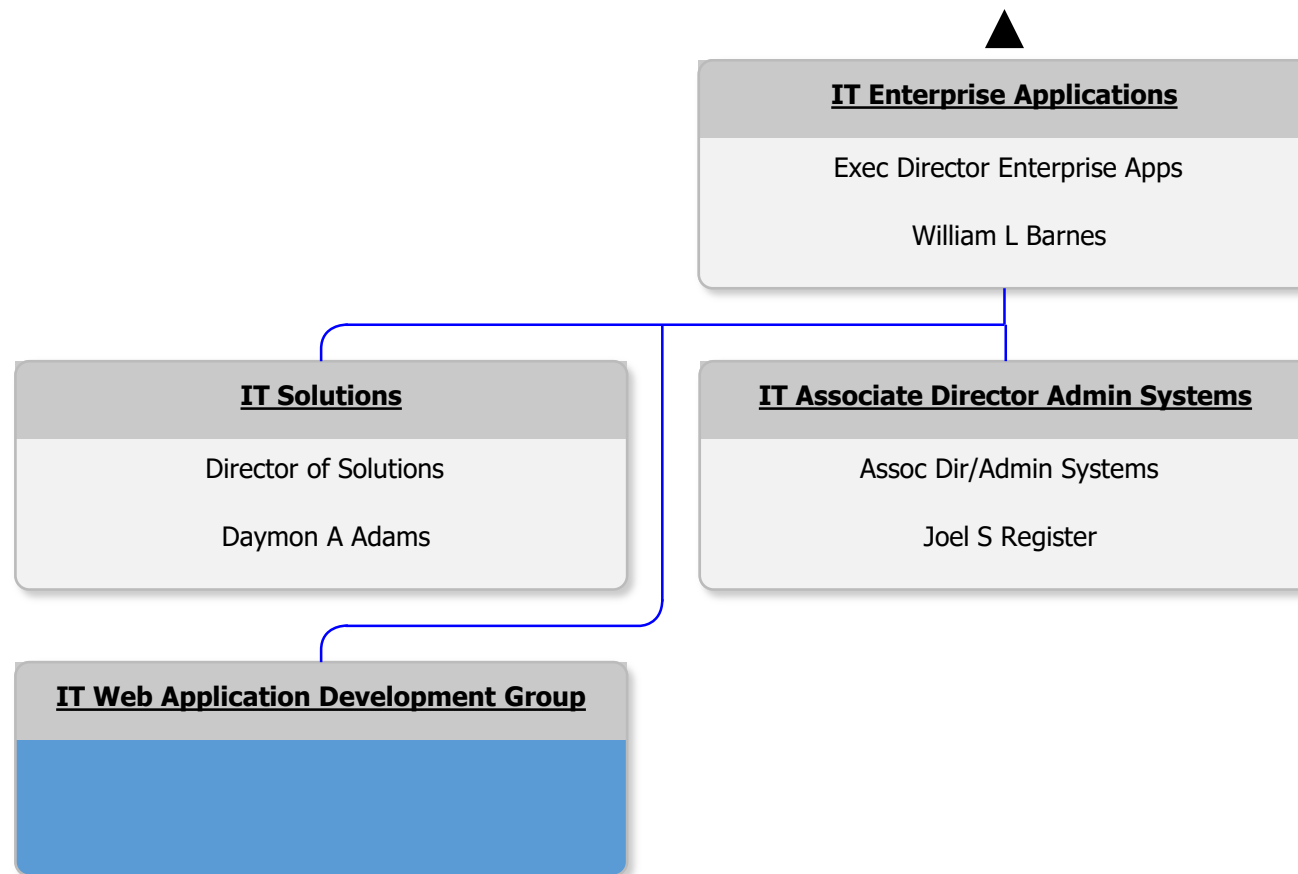 IT Enterprise Applications
Exec Director Enterprise Apps
William L Barnes
IT Solutions
Director of Solutions
Daymon A Adams
IT Associate Director Admin Systems
Assoc Dir/Admin Systems
Joel S Register
IT Web Application Development Group